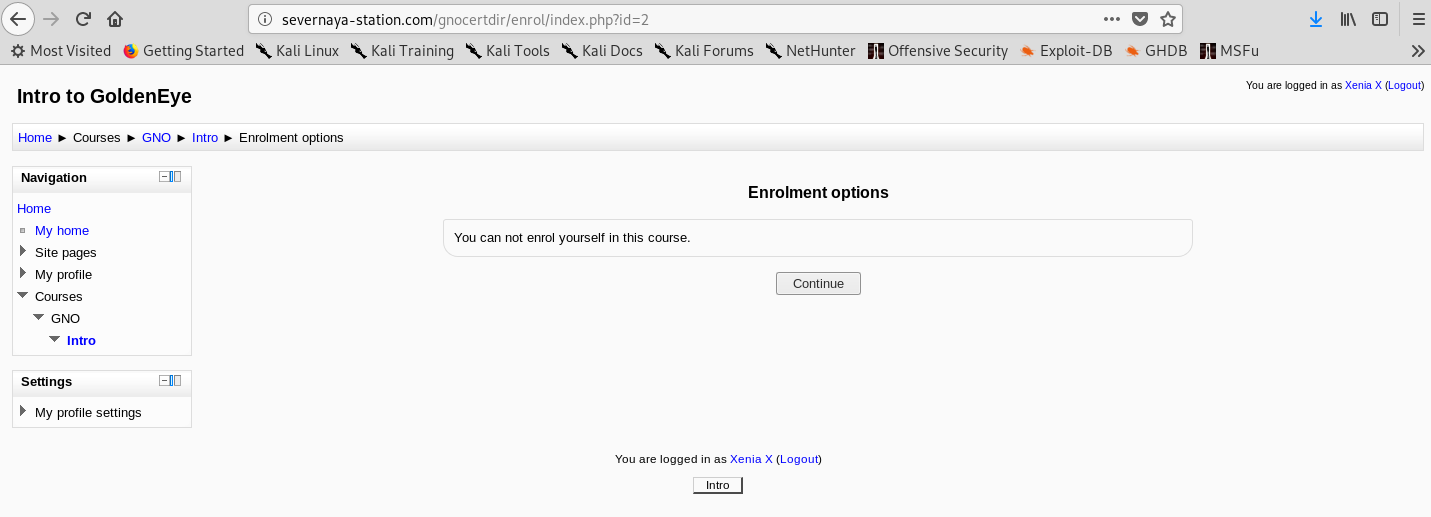 severnaya-station.com/gnocertdir/enrol/index.php?id=2
Most Visited Getting Started Kali Linux Kali Training Kali Tools Kali Docs Kali Forums NetHunter Offensive Security Exploit-DB GHDB MSFu
Intro to GoldenEye
You are logged in as Xenia X (Logout)
Home ► Courses ► GNO ► Intro ► Enrolment options
Navigation
Home
My home
Site pages
My profile
Courses
GNO
Intro
Settings
My profile settings
Enrolment options
You can not enrol yourself in this course.
Continue
You are logged in as Xenia X (Logout)
Intro